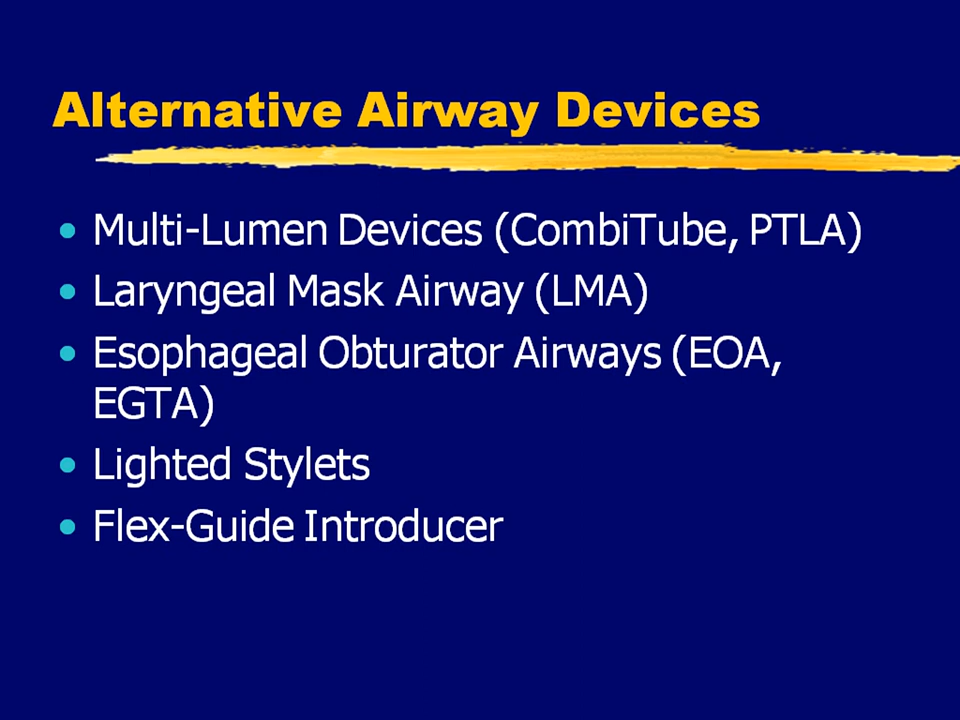 Alternative Airway Devices
• Multi-Lumen Devices (CombiTube, PTLA)
• Laryngeal Mask Airway (LMA)
• Esophageal Obturator Airways (EOA,
EGTA)
• Lighted Stylets
• Flex-Guide Introducer